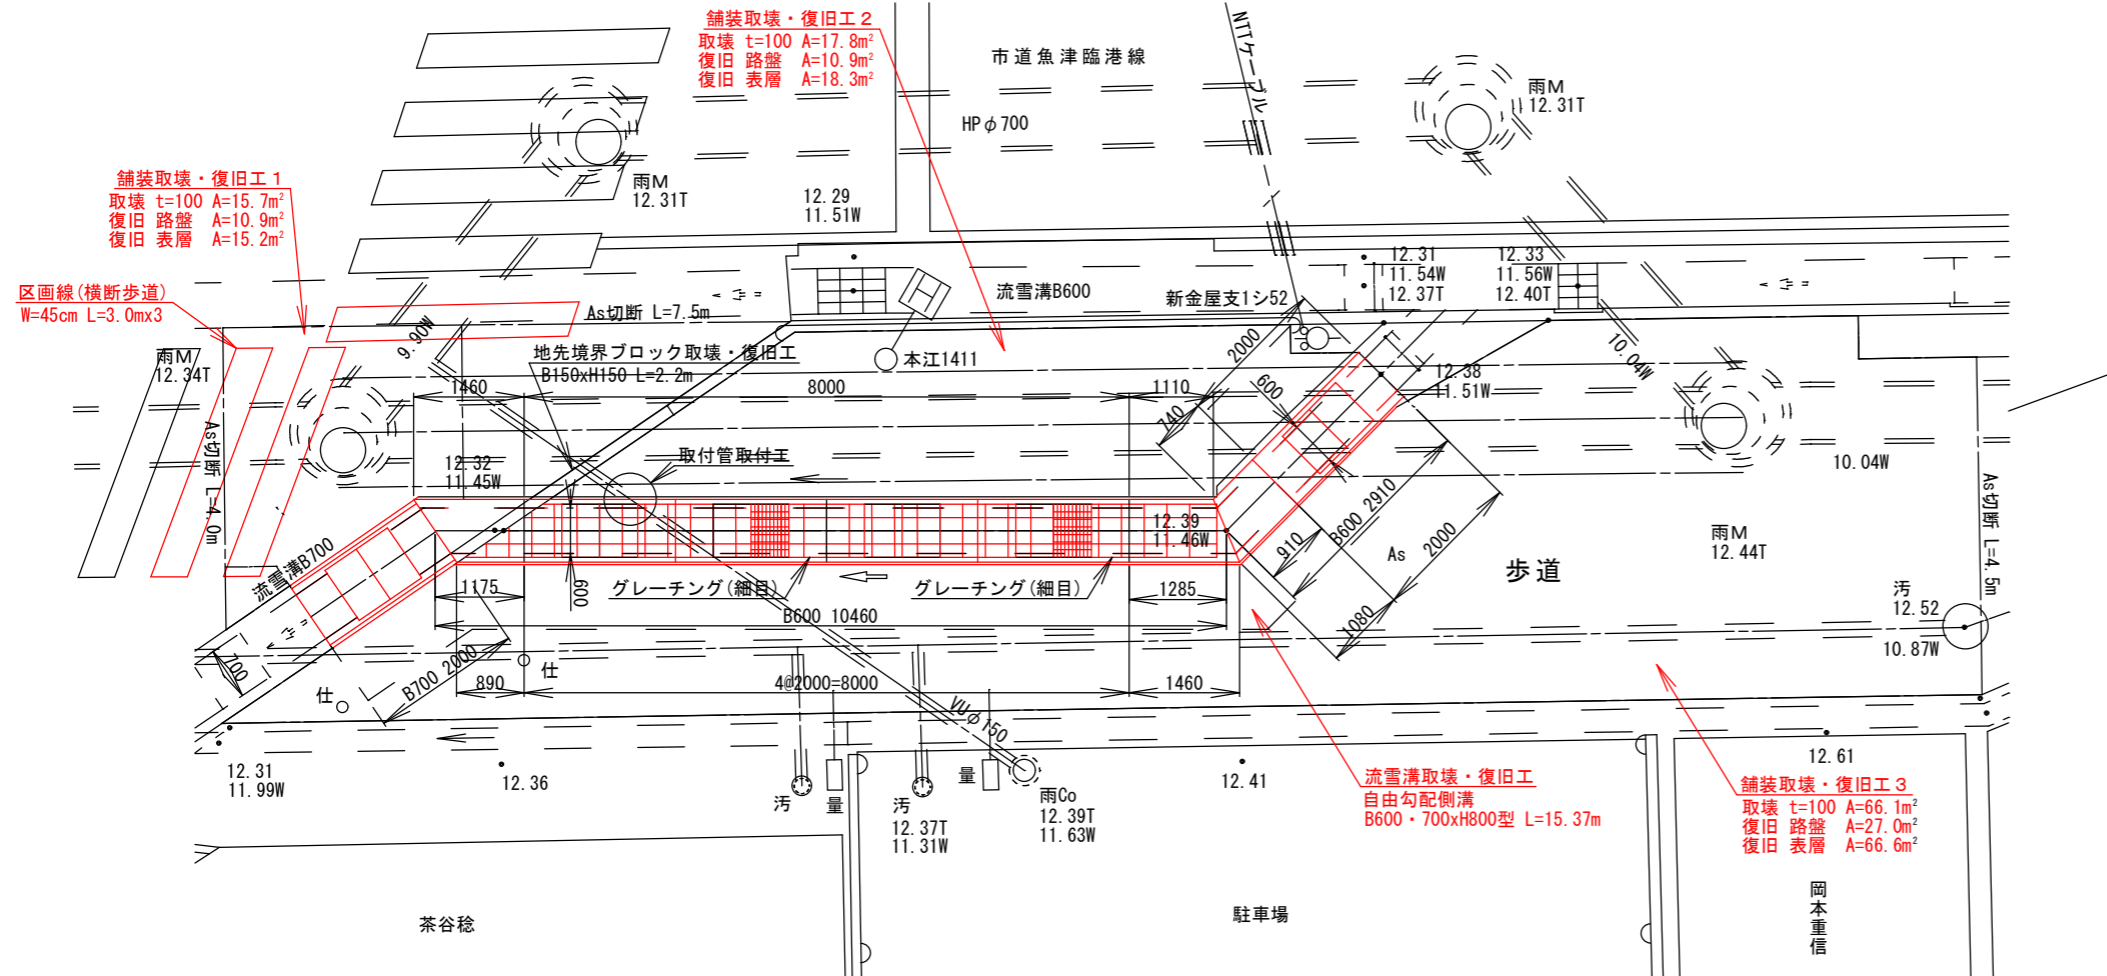 舗装取壊・復旧工２
取壊 t=100 A=17.8m²
復旧 路盤 A=10.9m²
復旧 表層 A=18.3m²
市道魚津臨港線
NTTケーブル
HPφ700
雨M
12.31T
雨M
12.31T
12.29
11.51W
舗装取壊・復旧工１
取壊 t=100 A=15.7m²
復旧 路盤 A=10.9m²
復旧 表層 A=15.2m²
区画線(横断歩道)
W=45cm L=3.0mx3
As切断 L=7.5m
流雪溝B600
新金屋支1シ52
12.31
11.54W
12.37T
12.33
11.56W
12.40T
雨M
12.34T
9.90W
地先境界ブロック取壊・復旧工
B150xH150 L=2.2m
本江1411
1460
8000
1110
2000
600
740
12.38
11.51W
10.04W
10.04W
As切断 L=4.0m
12.32
11.45W
取付管取付工
12.39
11.46W
B600 2910
910
2000
As
1080
歩道
雨M
12.44T
As切断 L=4.5m
汚
12.52
10.87W
流雪溝B700
1175
600
グレーチング(細目)
グレーチング(細目)
1285
B600 10460
700
B700 2000
仕
仕
890
4@2000=8000
1460
VUφ150
12.31
11.99W
12.36
汚
量
汚
12.37T
11.31W
量
雨Co
12.39T
11.63W
12.41
流雪溝取壊・復旧工
自由勾配側溝
B600・700xH800型 L=15.37m
12.61
舗装取壊・復旧工３
取壊 t=100 A=66.1m²
復旧 路盤 A=27.0m²
復旧 表層 A=66.6m²
茶谷稔
駐車場
岡本重信